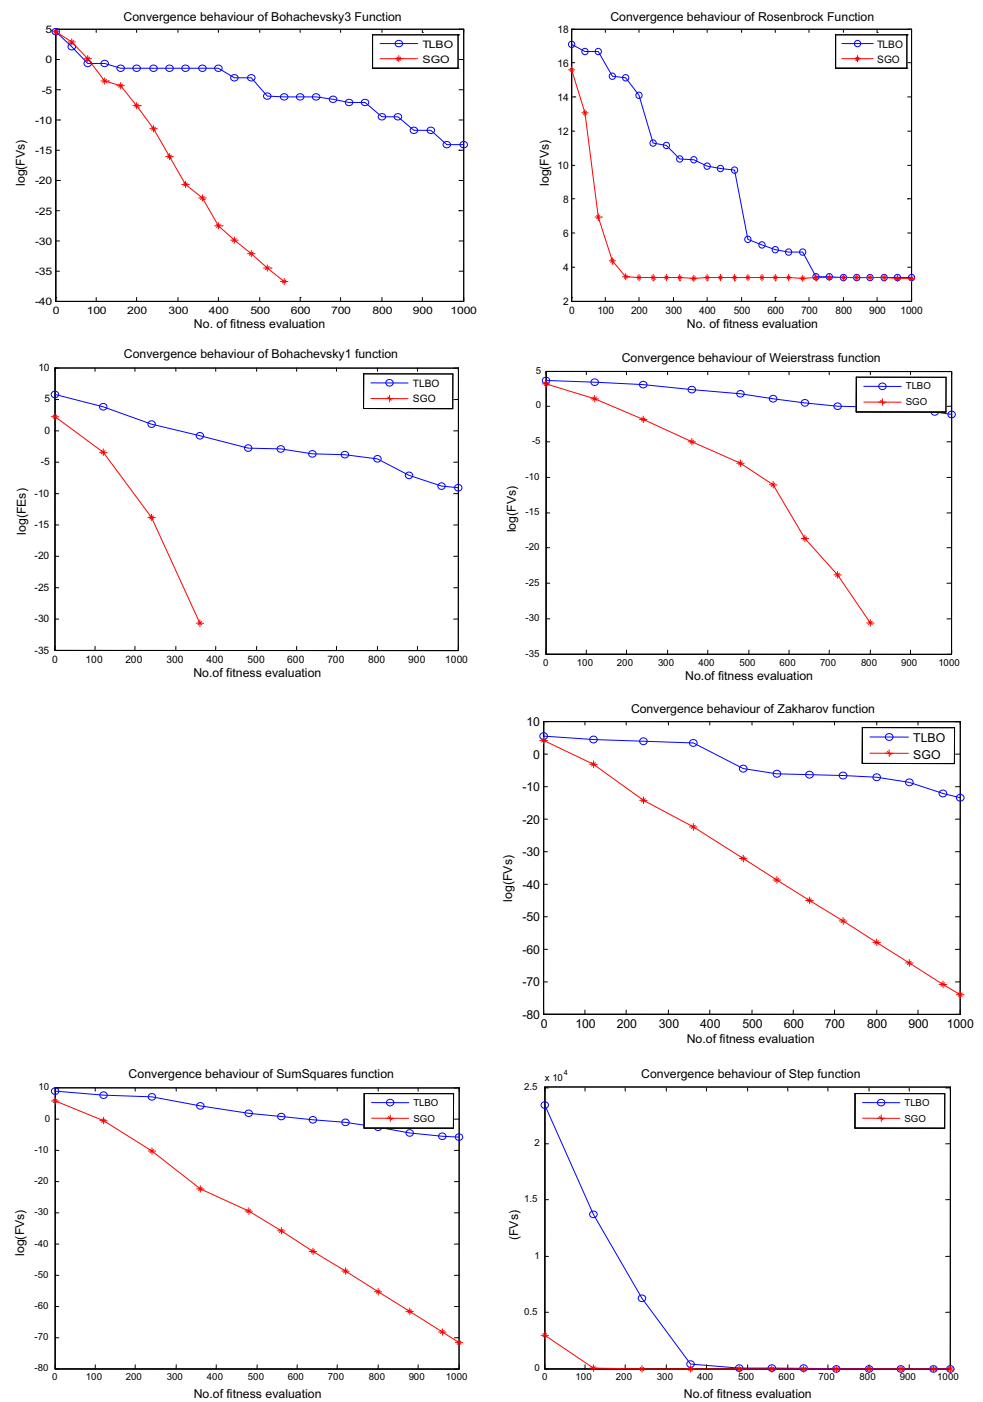 Convergence behaviour of Bohachevsky3 Function
5
0
-5
-10
-15
-20
-25
-30
-35
-40
log(FVs)
TLBO
SGO
0 100 200 300 400 500 600 700 800 900 1000
No. of fitness evaluation
Convergence behaviour of Rosenbrock Function
18
16
14
12
10
8
6
4
2
log(FVs)
TLBO
SGO
0 100 200 300 400 500 600 700 800 900 1000
No. of fitness evaluation
Convergence behaviour of Bohachevsky1 function
10
5
0
-5
-10
-15
-20
-25
-30
-35
log(FEs)
TLBO
SGO
0 100 200 300 400 500 600 700 800 900 1000
No.of fitness evaluation
Convergence behaviour of Weierstrass function
5
0
-5
-10
-15
-20
-25
-30
-35
log(FVs)
TLBO
SGO
0 100 200 300 400 500 600 700 800 900 1000
No.of fitness evaluation
Convergence behaviour of Zakharov function
10
0
-10
-20
-30
-40
-50
-60
-70
-80
log(FVs)
TLBO
SGO
0 100 200 300 400 500 600 700 800 900 1000
No.of fitness evaluation
Convergence behaviour of SumSquares function
10
0
-10
-20
-30
-40
-50
-60
-70
-80
log(FVs)
TLBO
SGO
0 100 200 300 400 500 600 700 800 900 1000
No.of fitness evaluation
Convergence behaviour of Step function
x 10^4
2.5
2
1.5
1
0.5
0
(FVs)
TLBO
SGO
0 100 200 300 400 500 600 700 800 900 1000
No.of fitness evaluation